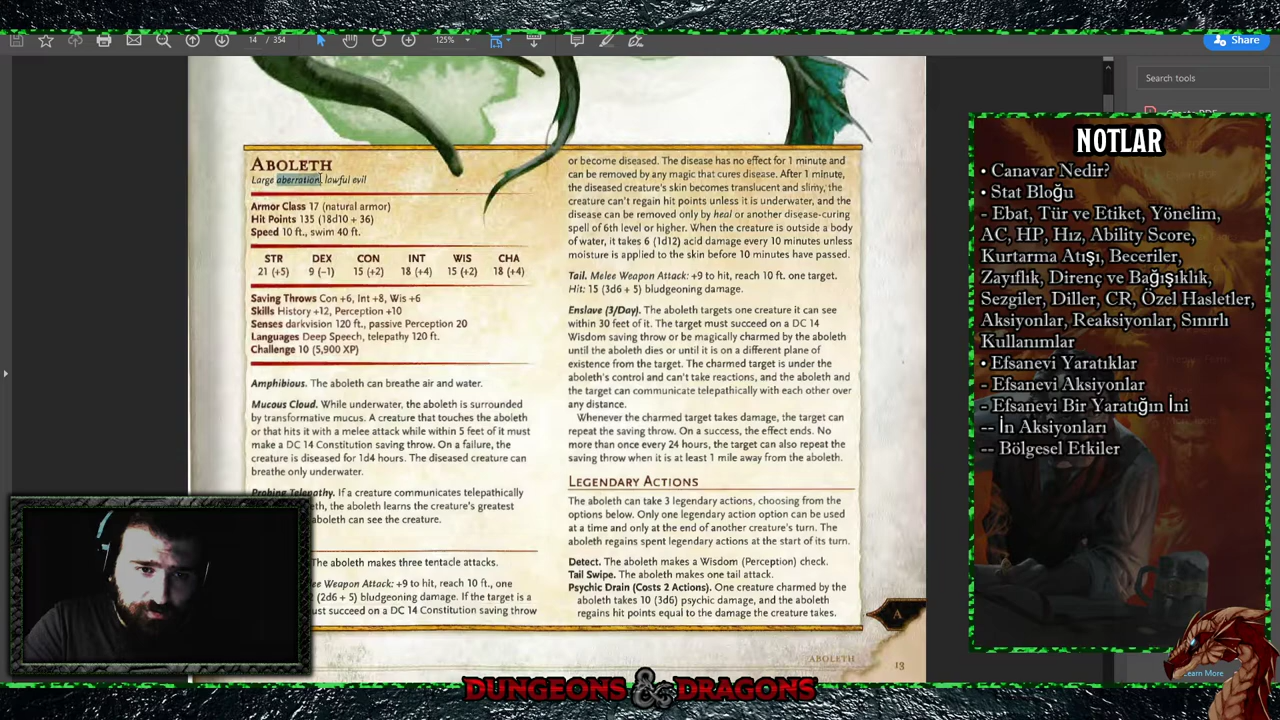 14 / 354
125%
Share
Search tools
ABOLETH
Large aberration, lawful evil
Armor Class 17 (natural armor)
Hit Points 135 (18d10 + 36)
Speed 10 ft., swim 40 ft.
STR DEX CON INT WIS CHA
21 (+5) 9 (−1) 15 (+2) 18 (+4) 15 (+2) 18 (+4)
Saving Throws Con +6, Int +8, Wis +6
Skills History +12, Perception +10
Senses darkvision 120 ft., passive Perception 20
Languages Deep Speech, telepathy 120 ft.
Challenge 10 (5,900 XP)
Amphibious. The aboleth can breathe air and water.
Mucous Cloud. While underwater, the aboleth is surrounded
by transformative mucus. A creature that touches the aboleth
or that hits it with a melee attack while within 5 feet of it must
make a DC 14 Constitution saving throw. On a failure, the
creature is diseased for 1d4 hours. The diseased creature can
breathe only underwater.
Probing Telepathy. If a creature communicates telepathically
eth, the aboleth learns the creature's greatest
aboleth can see the creature.
The aboleth makes three tentacle attacks.
ee Weapon Attack: +9 to hit, reach 10 ft., one
(2d6 + 5) bludgeoning damage. If the target is a
ust succeed on a DC 14 Constitution saving throw
or become diseased. The disease has no effect for 1 minute and
can be removed by any magic that cures disease. After 1 minute,
the diseased creature's skin becomes translucent and slimy, the
creature can't regain hit points unless it is underwater, and the
disease can be removed only by heal or another disease-curing
spell of 6th level or higher. When the creature is outside a body
of water, it takes 6 (1d12) acid damage every 10 minutes unless
moisture is applied to the skin before 10 minutes have passed.
Tail. Melee Weapon Attack: +9 to hit, reach 10 ft. one target.
Hit: 15 (3d6 + 5) bludgeoning damage.
Enslave (3/Day). The aboleth targets one creature it can see
within 30 feet of it. The target must succeed on a DC 14
Wisdom saving throw or be magically charmed by the aboleth
until the aboleth dies or until it is on a different plane of
existence from the target. The charmed target is under the
aboleth's control and can't take reactions, and the aboleth and
the target can communicate telepathically with each other over
any distance.
Whenever the charmed target takes damage, the target can
repeat the saving throw. On a success, the effect ends. No
more than once every 24 hours, the target can also repeat the
saving throw when it is at least 1 mile away from the aboleth.
LEGENDARY ACTIONS
The aboleth can take 3 legendary actions, choosing from the
options below. Only one legendary action option can be used
at a time and only at the end of another creature's turn. The
aboleth regains spent legendary actions at the start of its turn.
Detect. The aboleth makes a Wisdom (Perception) check.
Tail Swipe. The aboleth makes one tail attack.
Psychic Drain (Costs 2 Actions). One creature charmed by the
aboleth takes 10 (3d6) psychic damage, and the aboleth
regains hit points equal to the damage the creature takes.
A
ABOLETH 13
NOTLAR
• Canavar Nedir?
• Stat Bloğu
- Ebat, Tür ve Etiket, Yönelim,
AC, HP, Hız, Ability Score,
Kurtarma Atışı, Beceriler,
Zayıflık, Direnç ve Bağışıklık,
Sezgiler, Diller, CR, Özel Hasletler,
Aksiyonlar, Reaksiyonlar, Sınırlı
Kullanımlar
• Efsanevi Yaratıklar
- Efsanevi Aksiyonlar
- Efsanevi Bir Yaratığın İni
-- İn Aksiyonları
-- Bölgesel Etkiler
Learn More
DUNGEONS & DRAGONS